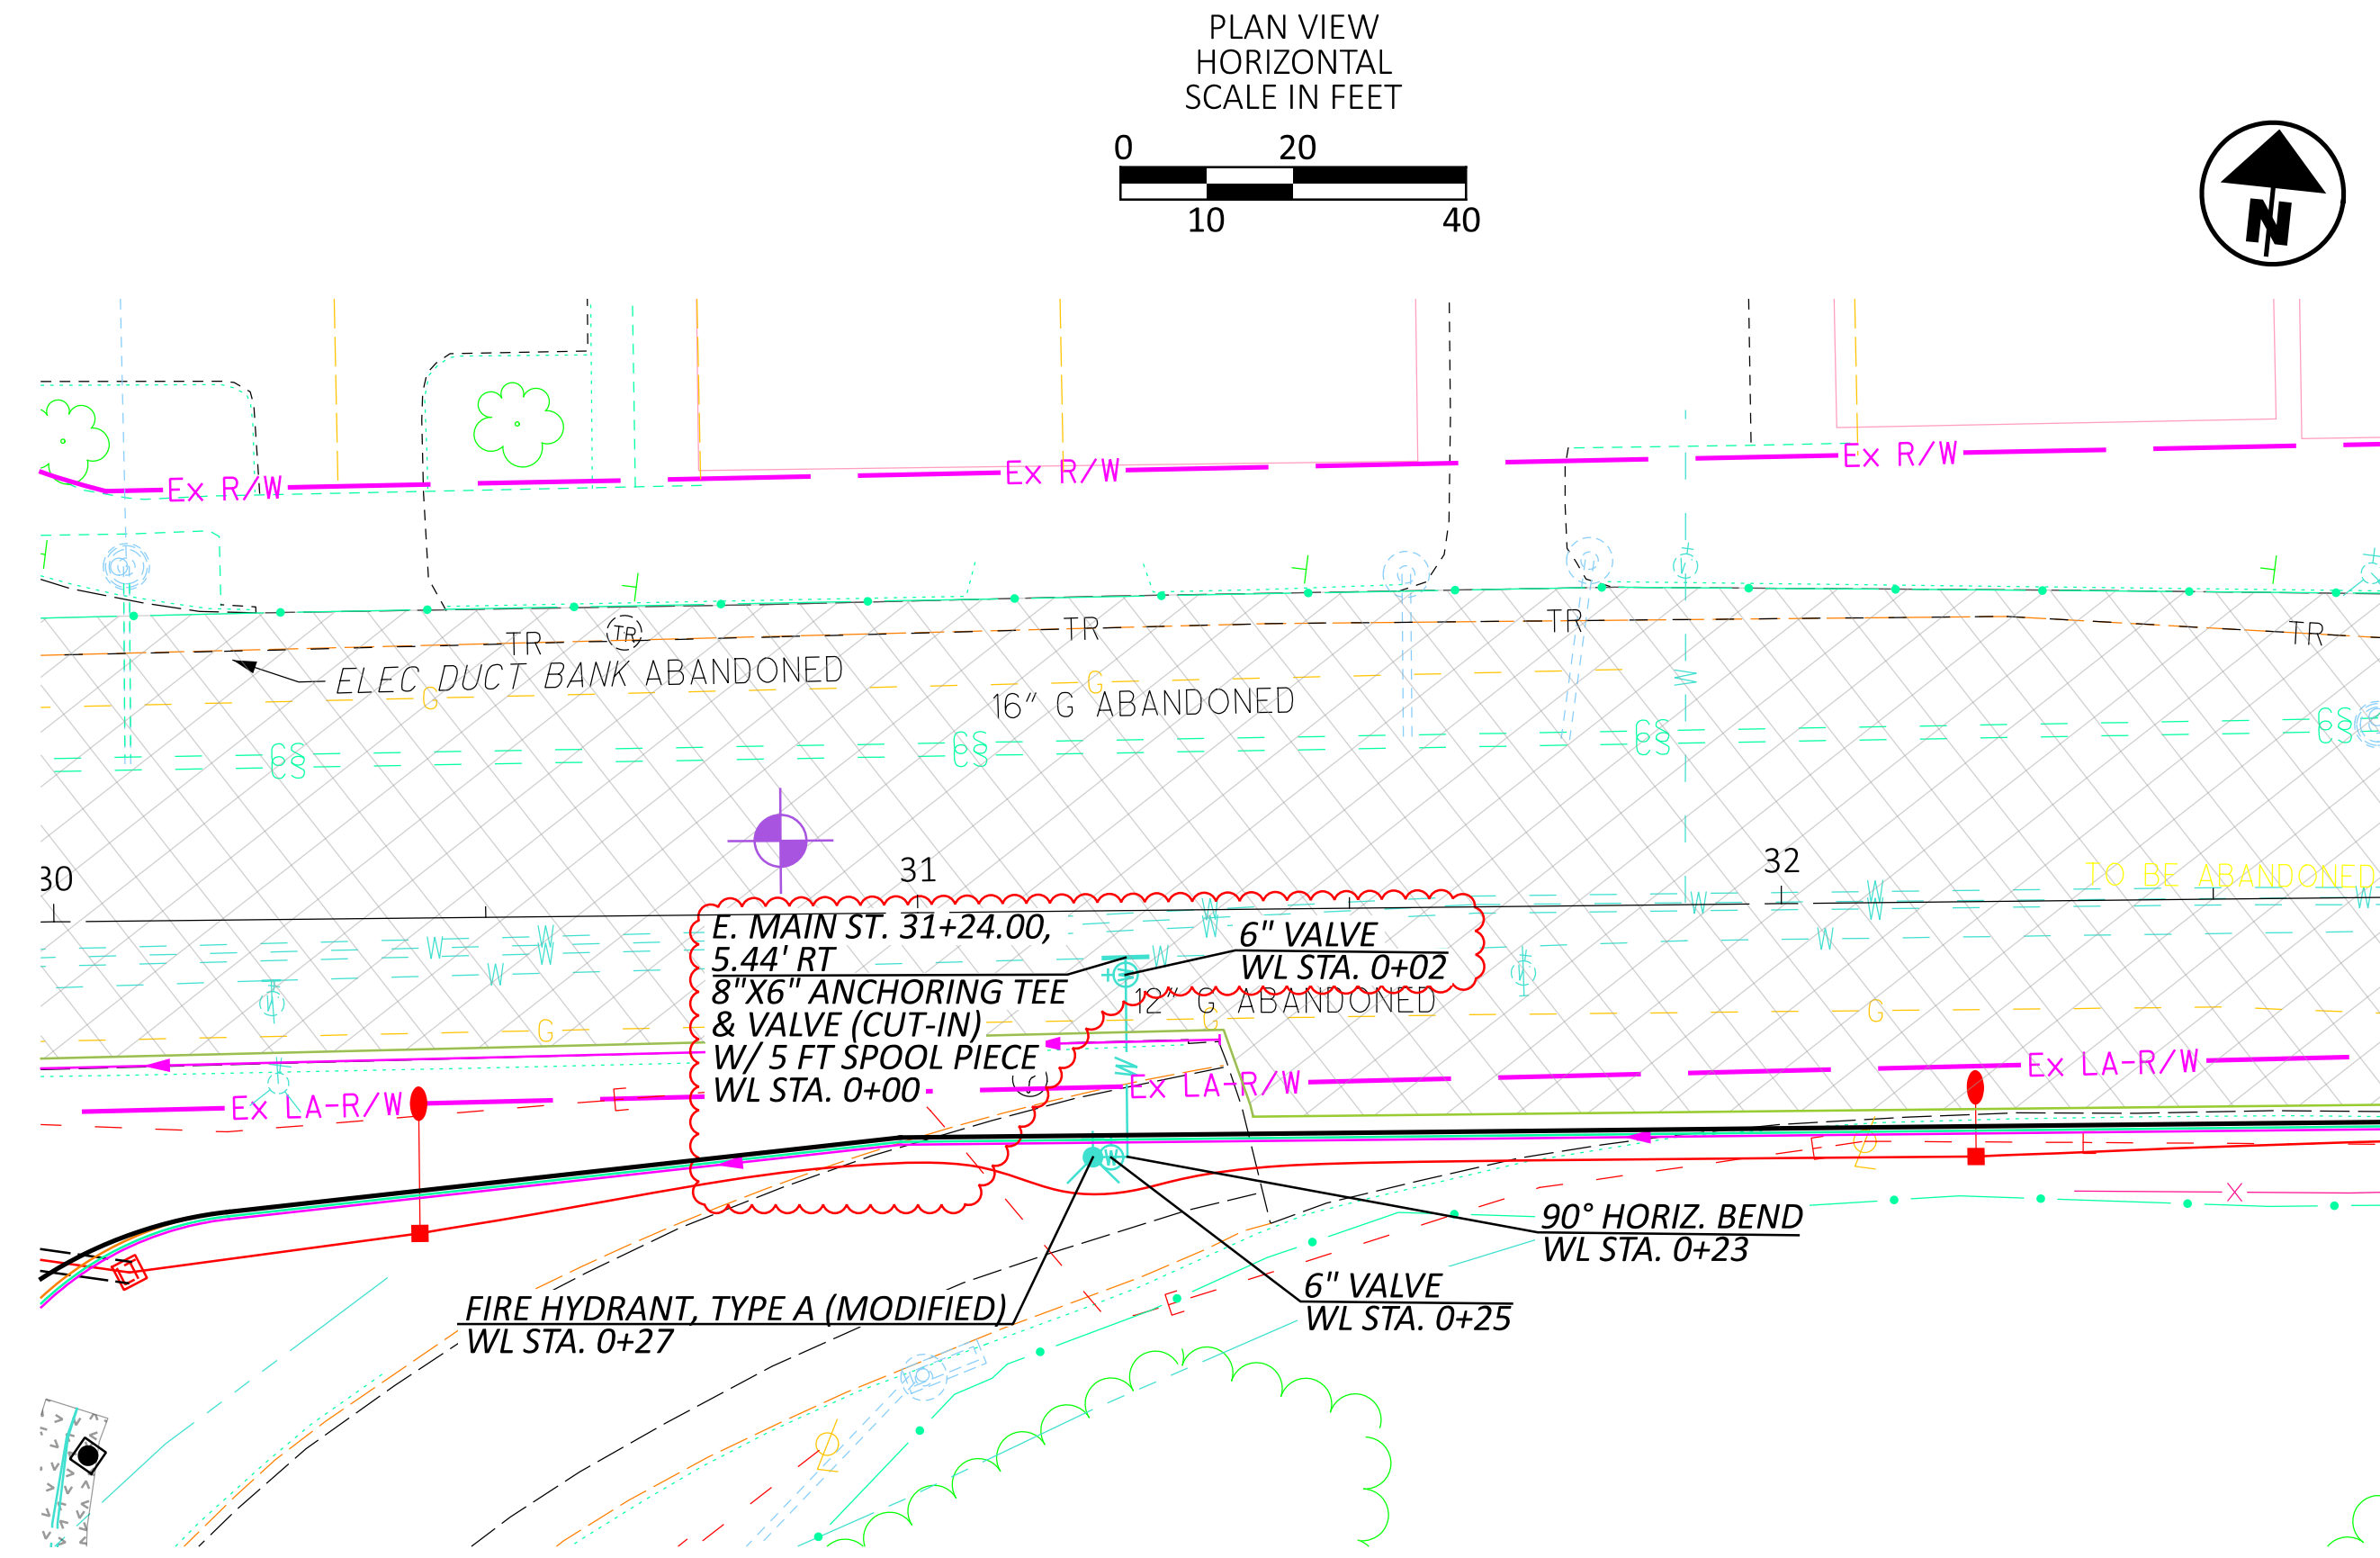 PLAN VIEW
HORIZONTAL
SCALE IN FEET
0 20
10 40
N
Ex R/W Ex R/W Ex R/W
TR TR TR TR TR
ELEC DUCT BANK ABANDONED
G G
16" G ABANDONED
W
30 31 32
TO BE ABANDONED
W W W W W W W W W W
E. MAIN ST. 31+24.00,
5.44' RT
8"X6" ANCHORING TEE
& VALVE (CUT-IN)
W/ 5 FT SPOOL PIECE
WL STA. 0+00
6" VALVE
WL STA. 0+02
12" G ABANDONED
G G G
W
Ex LA-R/W Ex LA-R/W Ex LA-R/W
E E E
90° HORIZ. BEND
WL STA. 0+23
X
6" VALVE
WL STA. 0+25
E
FIRE HYDRANT, TYPE A (MODIFIED)
WL STA. 0+27